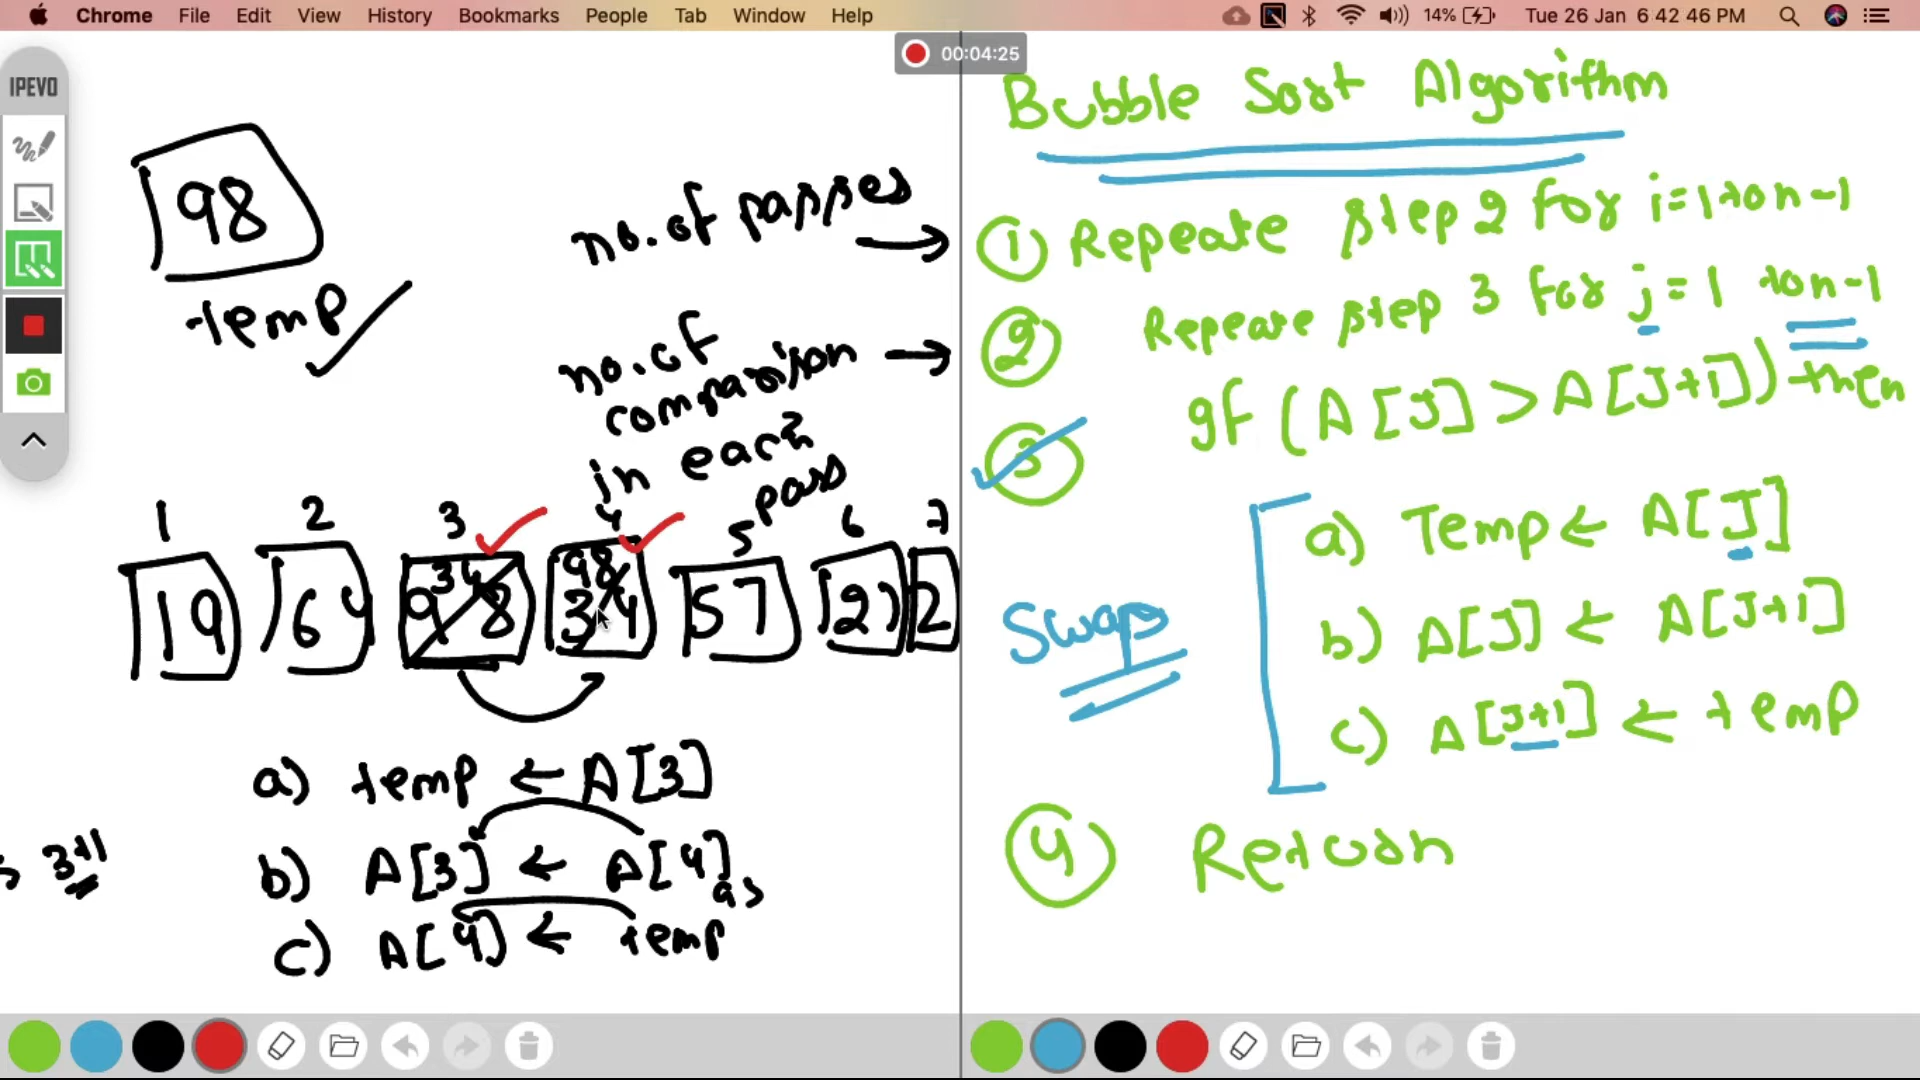 Chrome File Edit View History Bookmarks People Tab Window Help 14% Tue 26 Jan 6:42:46 PM
00:04:25
IPEVO
98
temp
no. of passes
no. of
comparison
in each
pass
1 2 3 4 5 6 7
19 64 98 34 34 98 57 21 2
a) temp ← A[3]
b) A[3] ← A[4]
c) A[4] ← temp
3+1
Bubble Sort Algorithm
1 Repeate step 2 for i=1 to n-1
2 Repeate step 3 for j=1 to n-1
3 If (A[J] > A[J+1]) then
a) Temp ← A[J]
b) A[J] ← A[J+1]
c) A[J+1] ← temp
Swap
4 Return